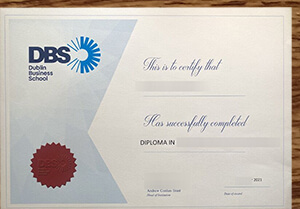 DBS
Dublin
Business
School
This is to certify that
Has successfully completed
DIPLOMA IN